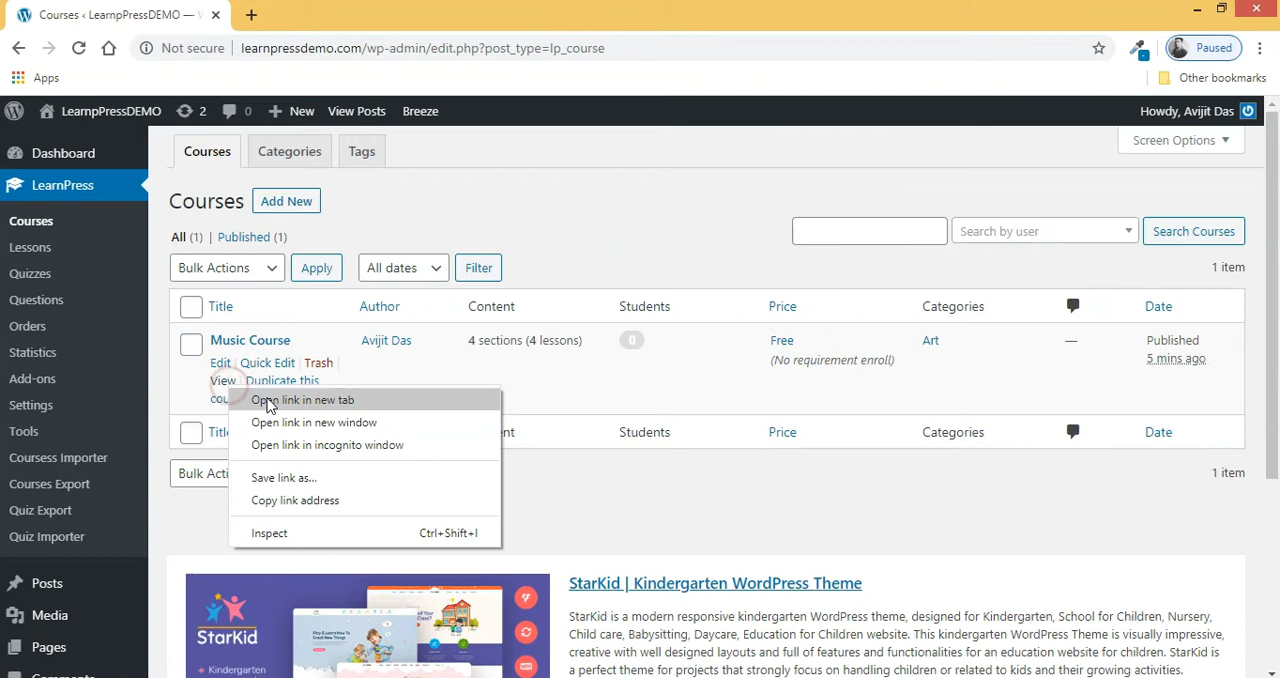 Courses ‹ LearnpPressDEMO —
Not secure learnpressdemo.com/wp-admin/edit.php?post_type=lp_course Paused
Apps Other bookmarks
LearnpPressDEMO 2 0 New View Posts Breeze Howdy, Avijit Das
Dashboard
LearnPress
Courses
Lessons
Quizzes
Questions
Orders
Statistics
Add-ons
Settings
Tools
Coursess Importer
Courses Export
Quiz Export
Quiz Importer
Posts
Media
Pages
Courses Categories Tags Screen Options
Courses Add New
All (1) | Published (1)
Search by user Search Courses
Bulk Actions Apply All dates Filter 1 item
Title Author Content Students Price Categories Date
Music Course Avijit Das 4 sections (4 lessons) 0 Free Art — Published
Edit | Quick Edit | Trash | (No requirement enroll) 5 mins ago
View | Duplicate this
Open link in new tab
Open link in new window
Open link in incognito window
Save link as...
Copy link address
Inspect Ctrl+Shift+I
Students Price Categories Date
1 item
StarKid
Kindergarten
StarKid | Kindergarten WordPress Theme
StarKid is a modern responsive kindergarten WordPress theme, designed for Kindergarten, School for Children, Nursery,
Child care, Babysitting, Daycare, Education for Children website. This kindergarten WordPress Theme is visually impressive,
creative with well designed layouts and full of features and functionalities for an education website for children. StarKid is
a perfect theme for projects that strongly focus on handling children or related to kids and their growing activities.